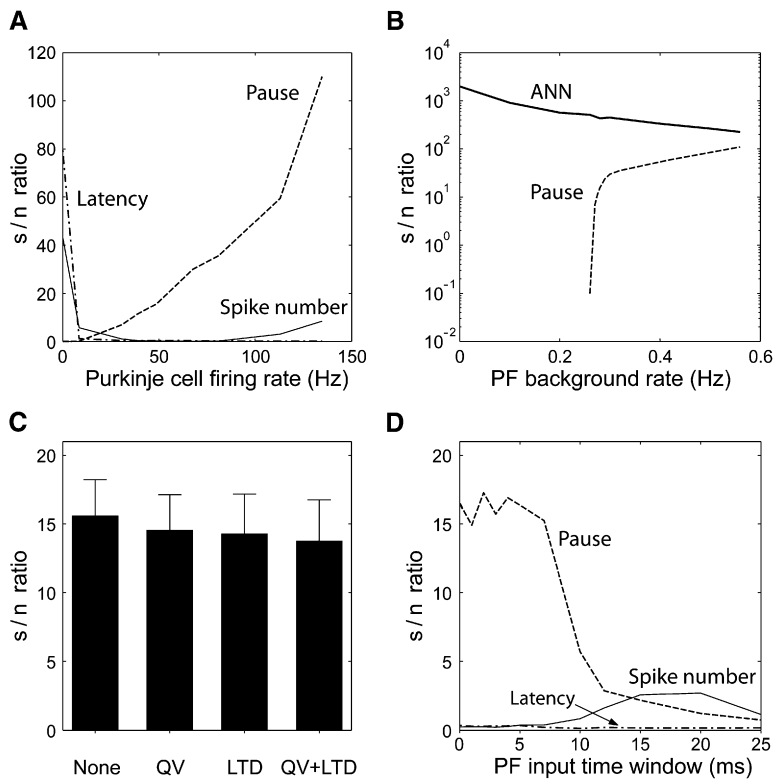 A
120
100
80
60
40
20
0
s / n ratio
Pause
Latency
Spike number
0 50 100 150
Purkinje cell firing rate (Hz)
B
10^4
10^3
10^2
10^1
10^0
10^-1
10^-2
s / n ratio
ANN
Pause
0 0.2 0.4 0.6
PF background rate (Hz)
C
20
15
10
5
0
s / n ratio
None QV LTD QV+LTD
D
20
15
10
5
0
s / n ratio
Pause
Spike number
Latency
0 5 10 15 20 25
PF input time window (ms)